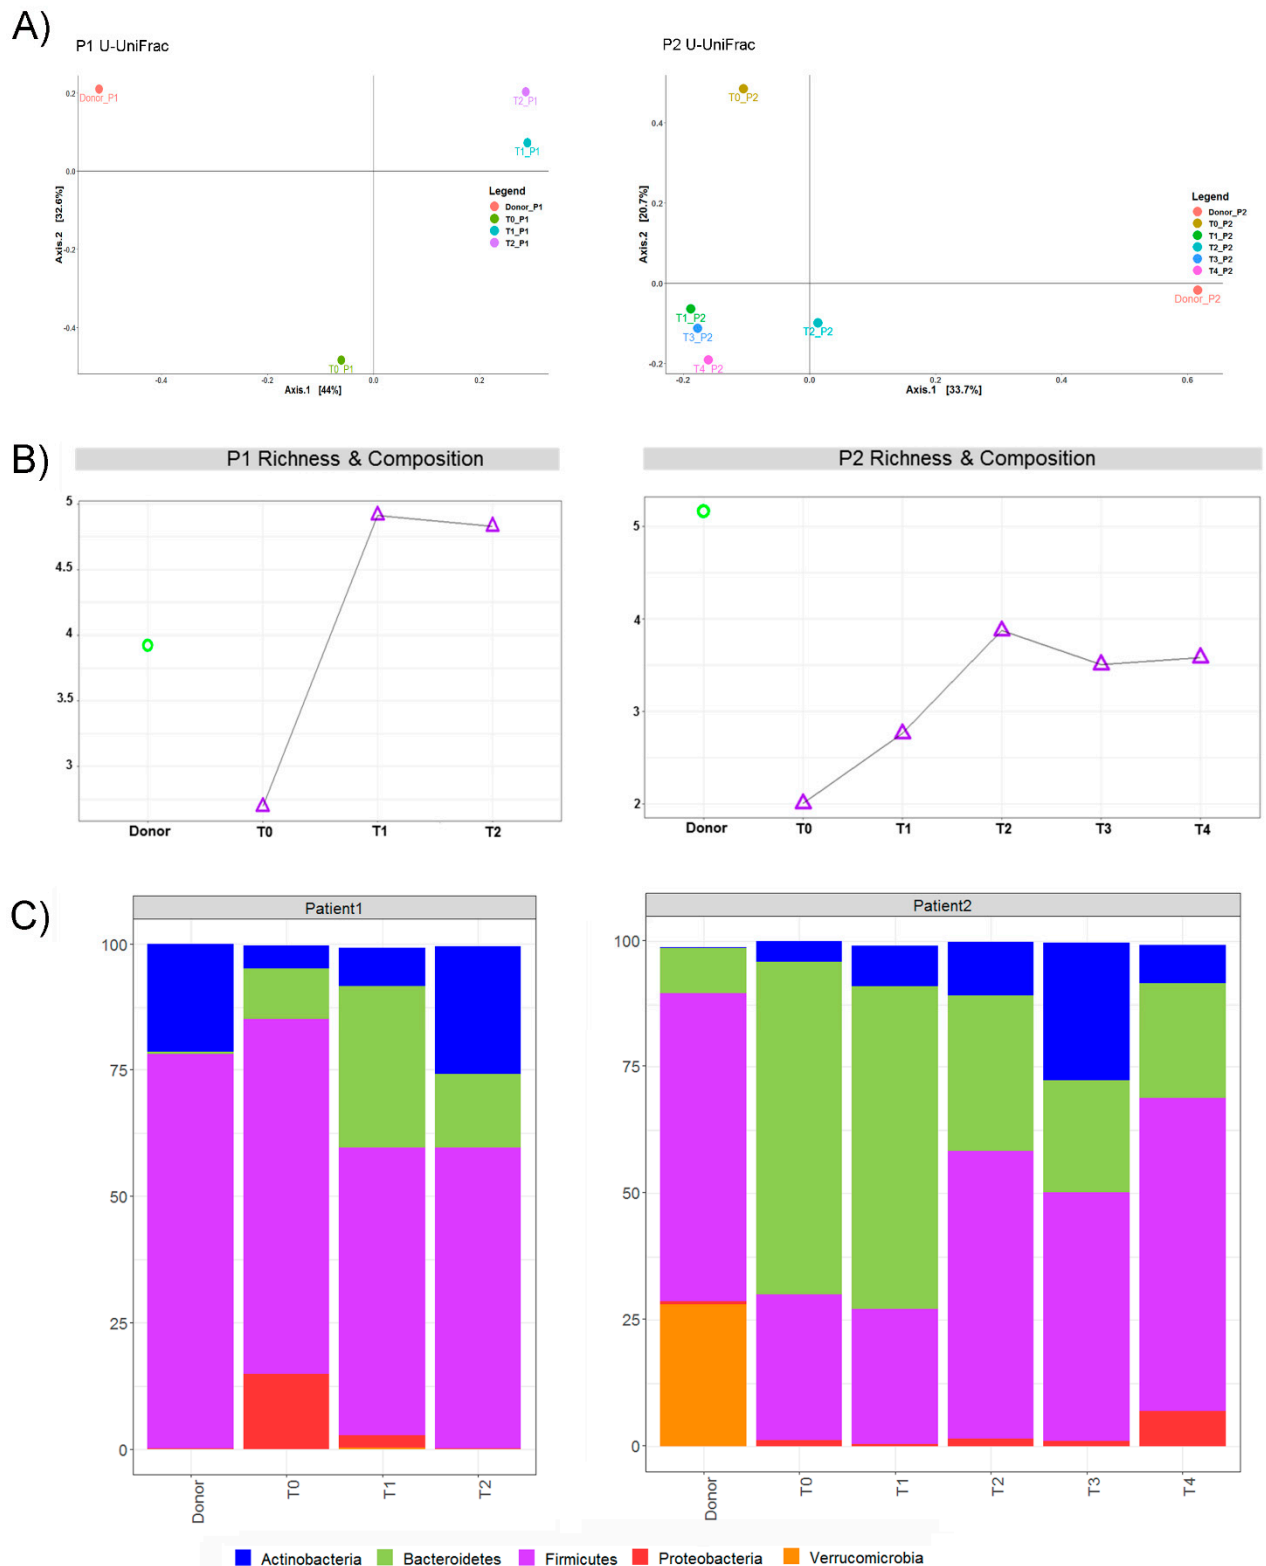 A)
P1 U-UniFrac
P2 U-UniFrac
0.2
0.0
-0.2
-0.4
Axis.2 [32.6%]
Donor_P1
T2_P1
T1_P1
T0_P1
Legend
Donor_P1
T0_P1
T1_P1
T2_P1
-0.4
-0.2
0.0
0.2
Axis.1 [44%]
0.4
0.2
0.0
-0.2
Axis.2 [20.7%]
T0_P2
T1_P2
T3_P2
T4_P2
T2_P2
Donor_P2
Legend
Donor_P2
T0_P2
T1_P2
T2_P2
T3_P2
T4_P2
-0.2
0.0
0.2
0.4
0.6
Axis.1 [33.7%]
B)
P1 Richness & Composition
P2 Richness & Composition
5
4.5
4
3.5
3
Donor T0 T1 T2
5
4
3
2
Donor T0 T1 T2 T3 T4
C)
Patient1
Patient2
100
75
50
25
0
Donor
T0
T1
T2
100
75
50
25
0
Donor
T0
T1
T2
T3
T4
Actinobacteria Bacteroidetes Firmicutes Proteobacteria Verrucomicrobia